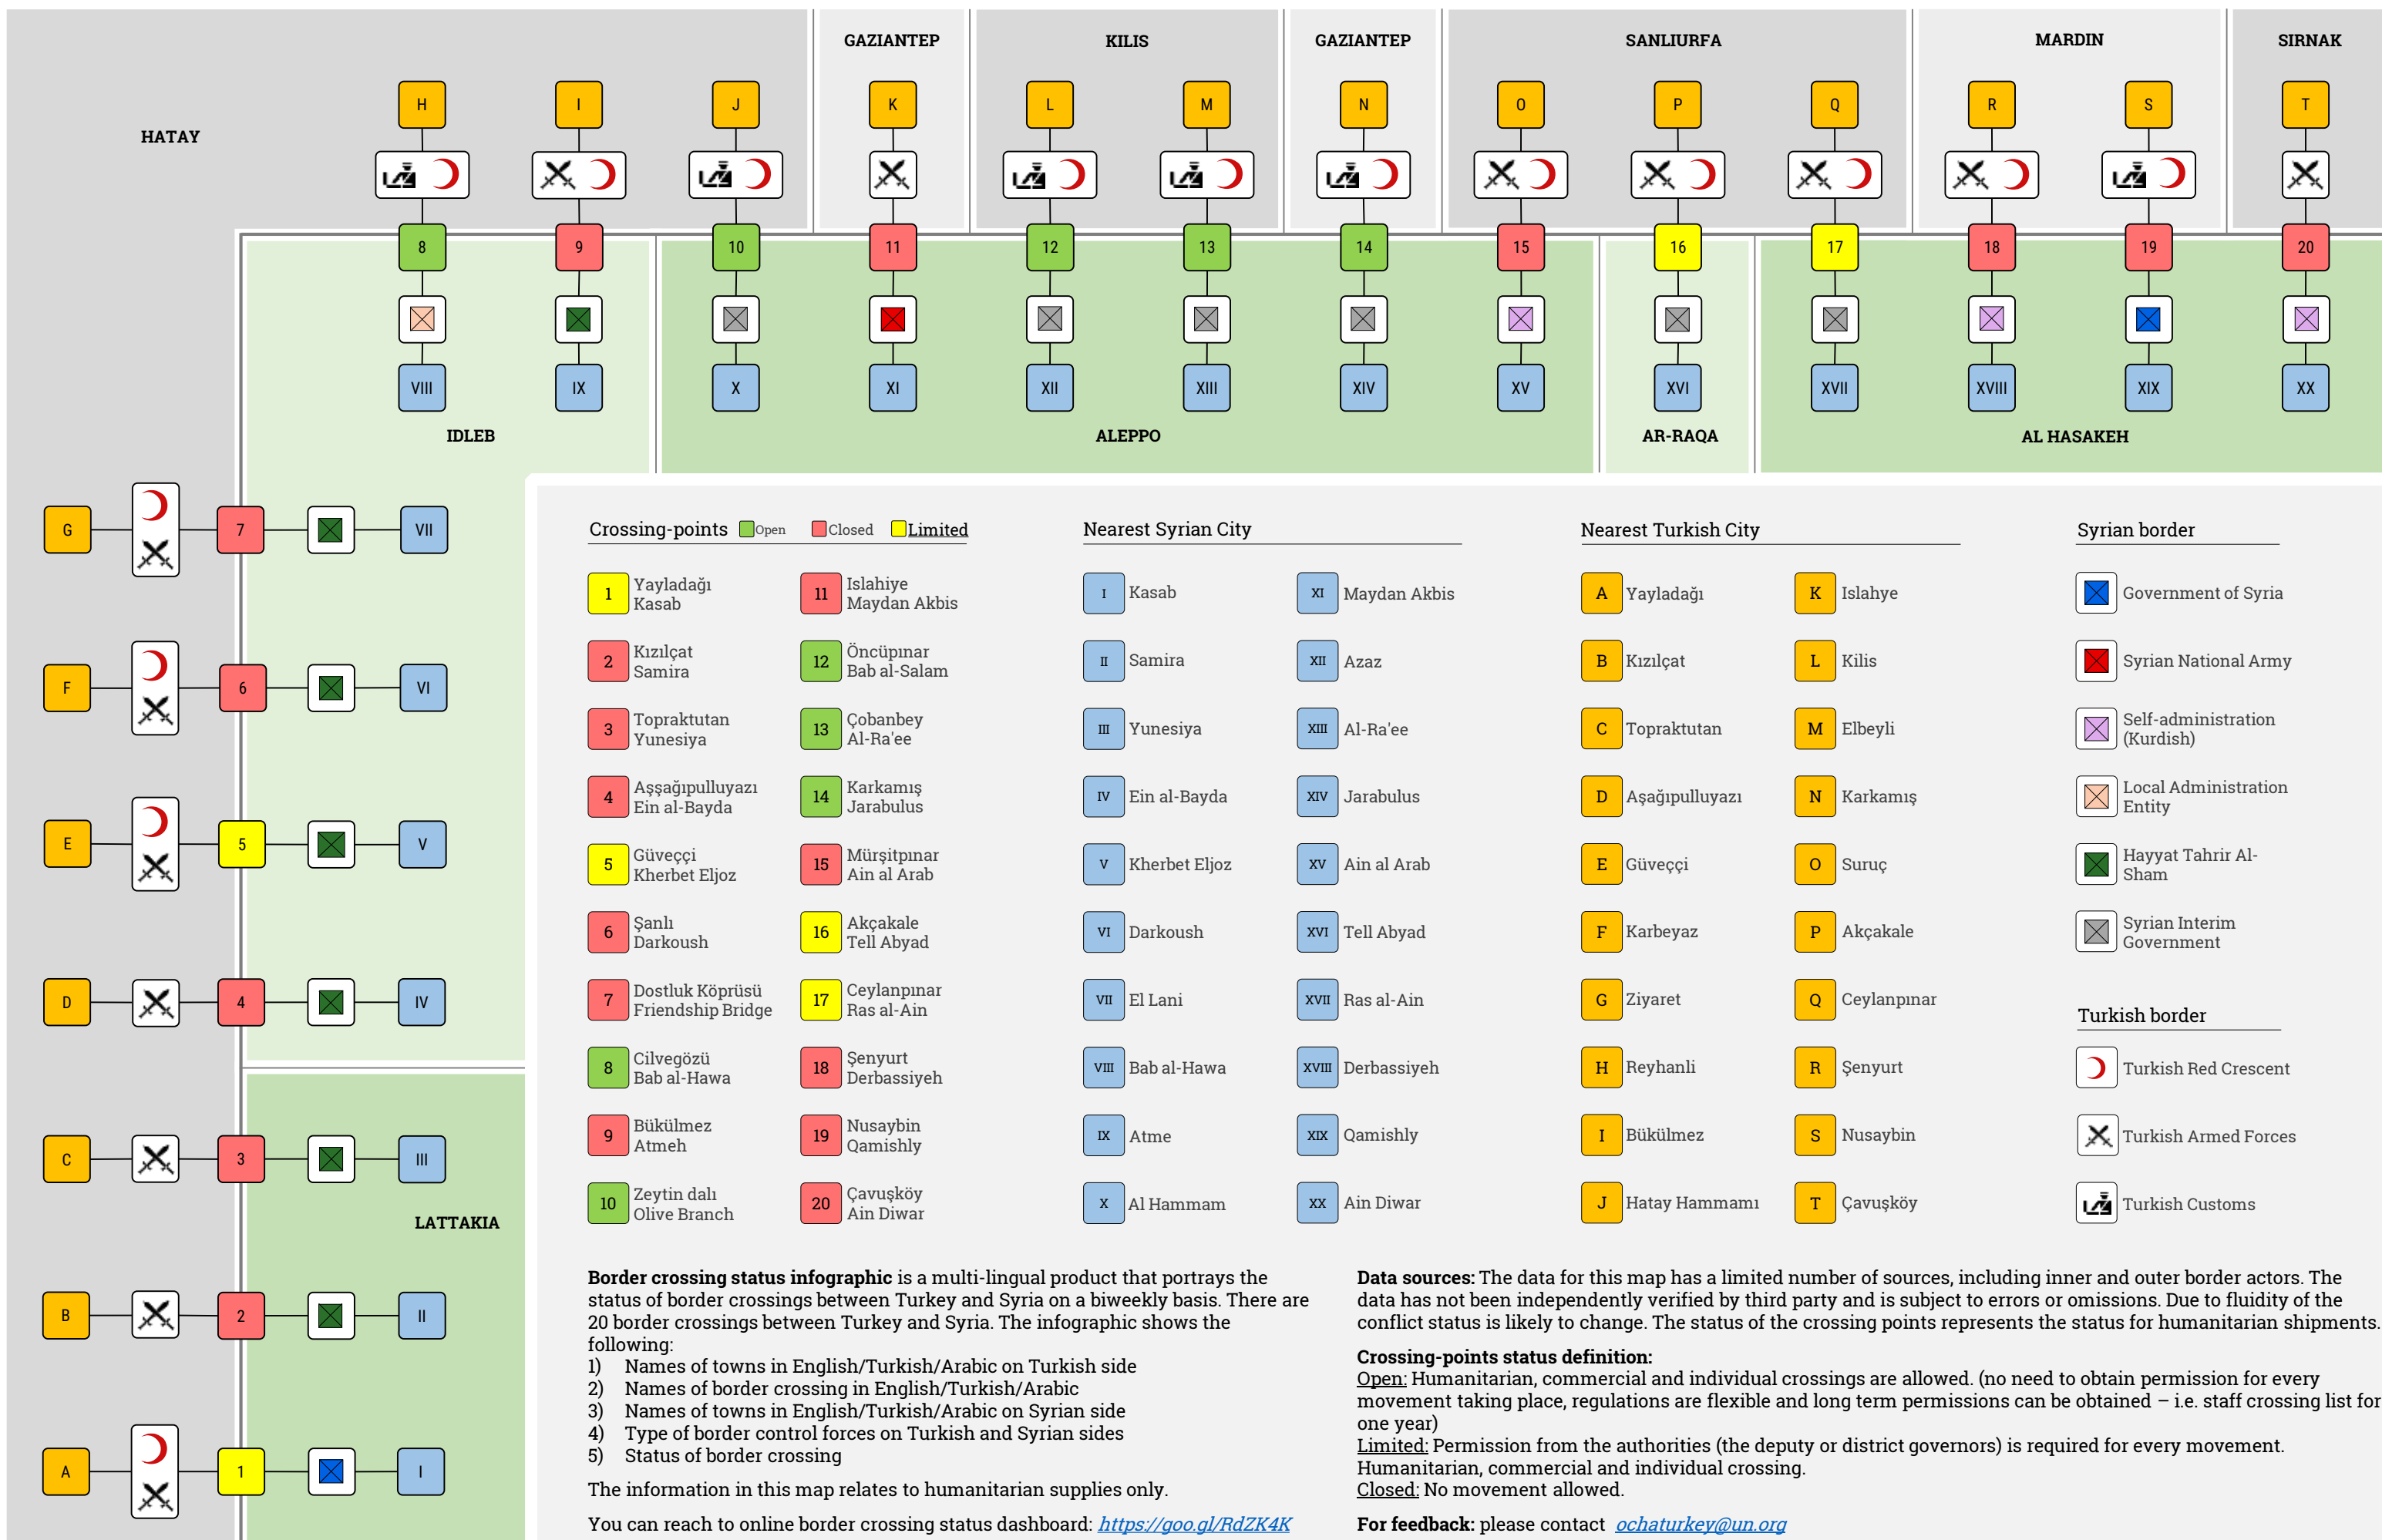 GAZIANTEP
KILIS
GAZIANTEP
SANLIURFA
MARDIN
SIRNAK
H
I
J
K
L
M
N
O
P
Q
R
S
T
HATAY
8
9
10
11
12
13
14
15
16
17
18
19
20
VIII
IX
X
XI
XII
XIII
XIV
XV
XVI
XVII
XVIII
XIX
XX
IDLEB
ALEPPO
AR-RAQA
AL HASAKEH
G
7
VII
F
6
VI
E
5
V
D
4
IV
C
3
III
LATTAKIA
B
2
II
A
1
I
Crossing-points
Open
Closed
Limited
1
Yayladağı
Kasab
2
Kızılçat
Samira
3
Topraktutan
Yunesiya
4
Aşşağıpulluyazı
Ein al-Bayda
5
Güveççi
Kherbet Eljoz
6
Şanlı
Darkoush
7
Dostluk Köprüsü
Friendship Bridge
8
Cilvegözü
Bab al-Hawa
9
Bükülmez
Atmeh
10
Zeytin dalı
Olive Branch
11
Islahiye
Maydan Akbis
12
Öncüpınar
Bab al-Salam
13
Çobanbey
Al-Ra'ee
14
Karkamış
Jarabulus
15
Mürşitpınar
Ain al Arab
16
Akçakale
Tell Abyad
17
Ceylanpınar
Ras al-Ain
18
Şenyurt
Derbassiyeh
19
Nusaybin
Qamishly
20
Çavuşköy
Ain Diwar
Nearest Syrian City
I Kasab
II Samira
III Yunesiya
IV Ein al-Bayda
V Kherbet Eljoz
VI Darkoush
VII El Lani
VIII Bab al-Hawa
IX Atme
X Al Hammam
XI Maydan Akbis
XII Azaz
XIII Al-Ra'ee
XIV Jarabulus
XV Ain al Arab
XVI Tell Abyad
XVII Ras al-Ain
XVIII Derbassiyeh
XIX Qamishly
XX Ain Diwar
Nearest Turkish City
A Yayladağı
B Kızılçat
C Topraktutan
D Aşağıpulluyazı
E Güveççi
F Karbeyaz
G Ziyaret
H Reyhanli
I Bükülmez
J Hatay Hammamı
K Islahye
L Kilis
M Elbeyli
N Karkamış
O Suruç
P Akçakale
Q Ceylanpınar
R Şenyurt
S Nusaybin
T Çavuşköy
Syrian border
Government of Syria
Syrian National Army
Self-administration
(Kurdish)
Local Administration
Entity
Hayyat Tahrir Al-
Sham
Syrian Interim
Government
Turkish border
Turkish Red Crescent
Turkish Armed Forces
Turkish Customs
Border crossing status infographic is a multi-lingual product that portrays the
status of border crossings between Turkey and Syria on a biweekly basis. There are
20 border crossings between Turkey and Syria. The infographic shows the
following:
1) Names of towns in English/Turkish/Arabic on Turkish side
2) Names of border crossing in English/Turkish/Arabic
3) Names of towns in English/Turkish/Arabic on Syrian side
4) Type of border control forces on Turkish and Syrian sides
5) Status of border crossing
The information in this map relates to humanitarian supplies only.
You can reach to online border crossing status dashboard: https://goo.gl/RdZK4K
Data sources: The data for this map has a limited number of sources, including inner and outer border actors. The
data has not been independently verified by third party and is subject to errors or omissions. Due to fluidity of the
conflict status is likely to change. The status of the crossing points represents the status for humanitarian shipments.
Crossing-points status definition:
Open: Humanitarian, commercial and individual crossings are allowed. (no need to obtain permission for every
movement taking place, regulations are flexible and long term permissions can be obtained – i.e. staff crossing list for
one year)
Limited: Permission from the authorities (the deputy or district governors) is required for every movement.
Humanitarian, commercial and individual crossing.
Closed: No movement allowed.
For feedback: please contact ochaturkey@un.org